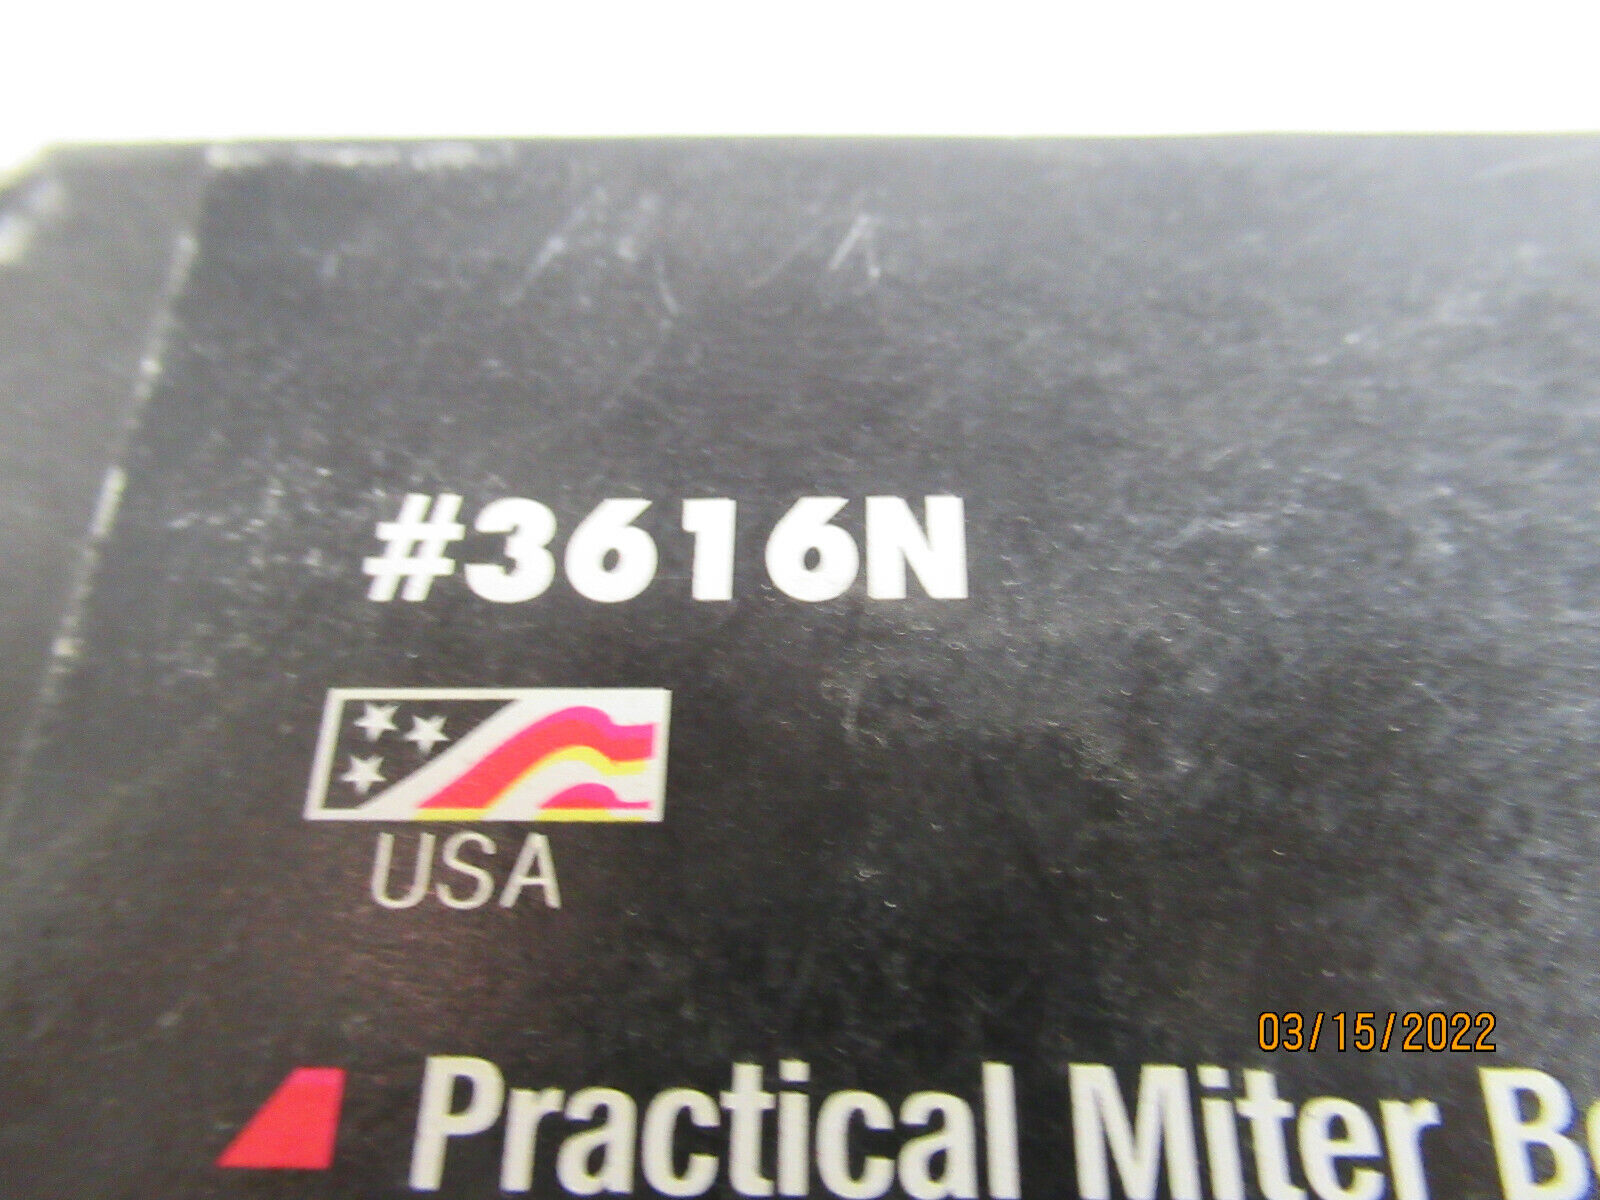 #3616N
USA
03/15/2022
Practical Miter